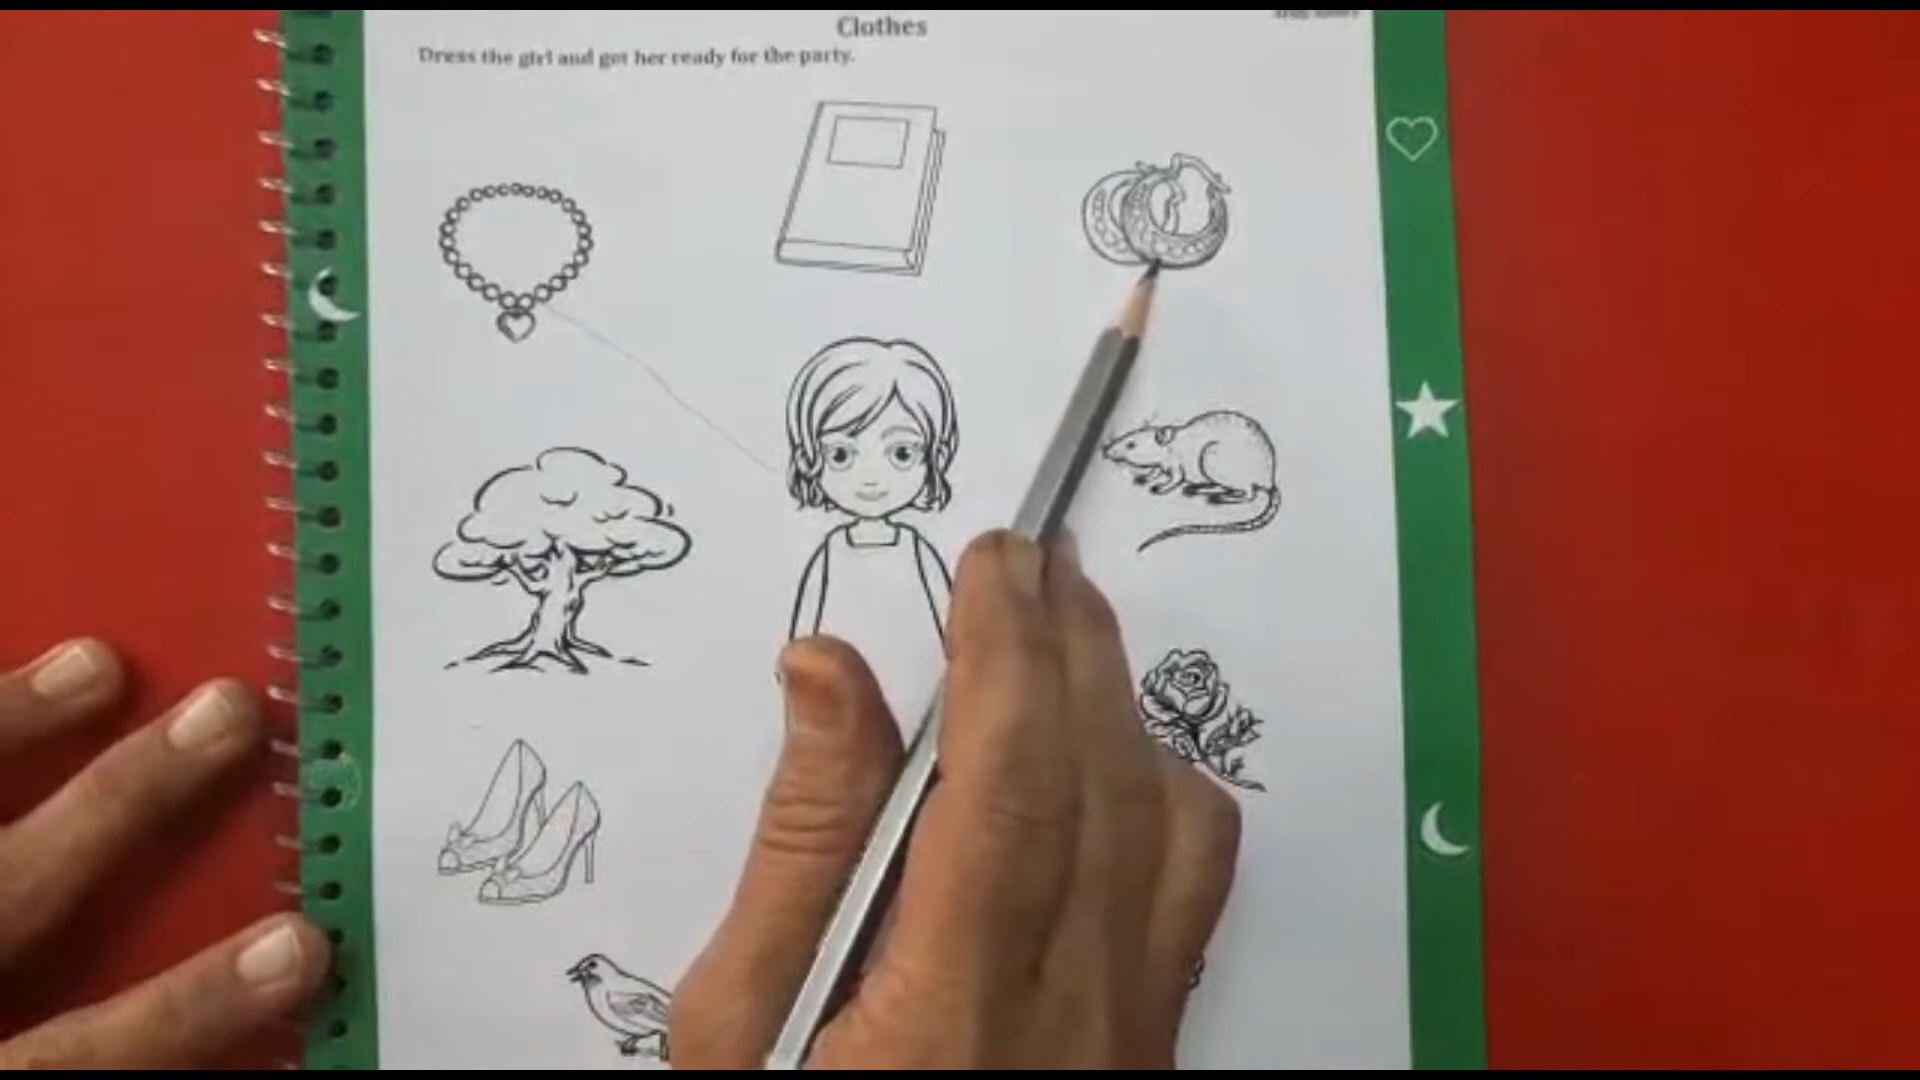 Clothes
Dress the girl and get her ready for the party.